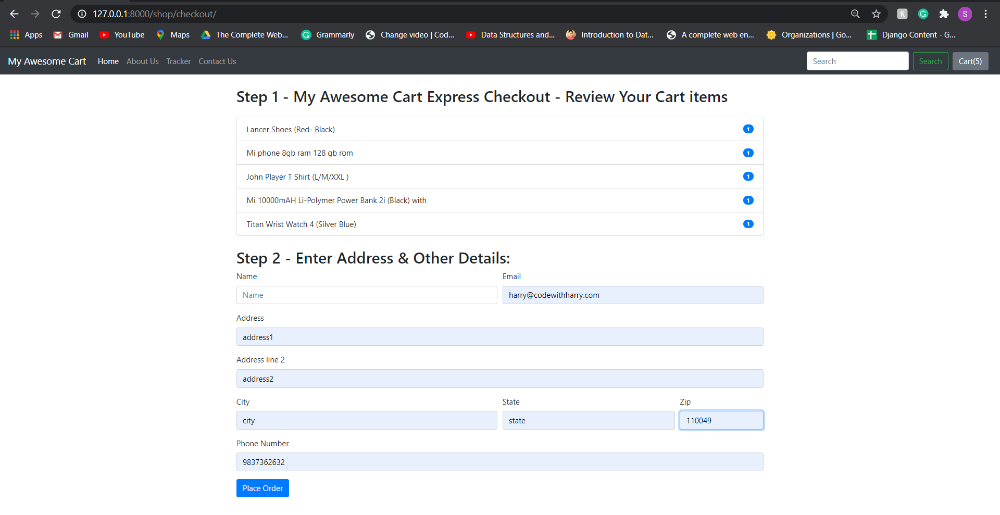 127.0.0.1:8000/shop/checkout/
S
Apps Gmail YouTube Maps The Complete Web... Grammarly Change video | Cod... Data Structures and... Introduction to Dat... A complete web en... Organizations | Go... Django Content - G...
My Awesome Cart Home About Us Tracker Contact Us Search Search Cart(5)
Step 1 - My Awesome Cart Express Checkout - Review Your Cart items
Lancer Shoes (Red- Black) 1
Mi phone 8gb ram 128 gb rom 1
John Player T Shirt (L/M/XXL ) 1
Mi 10000mAH Li-Polymer Power Bank 2i (Black) with 1
Titan Wrist Watch 4 (Silver Blue) 1
Step 2 - Enter Address & Other Details:
Name Email
Name harry@codewithharry.com
Address
address1
Address line 2
address2
City State Zip
city state 110049
Phone Number
9837362632
Place Order